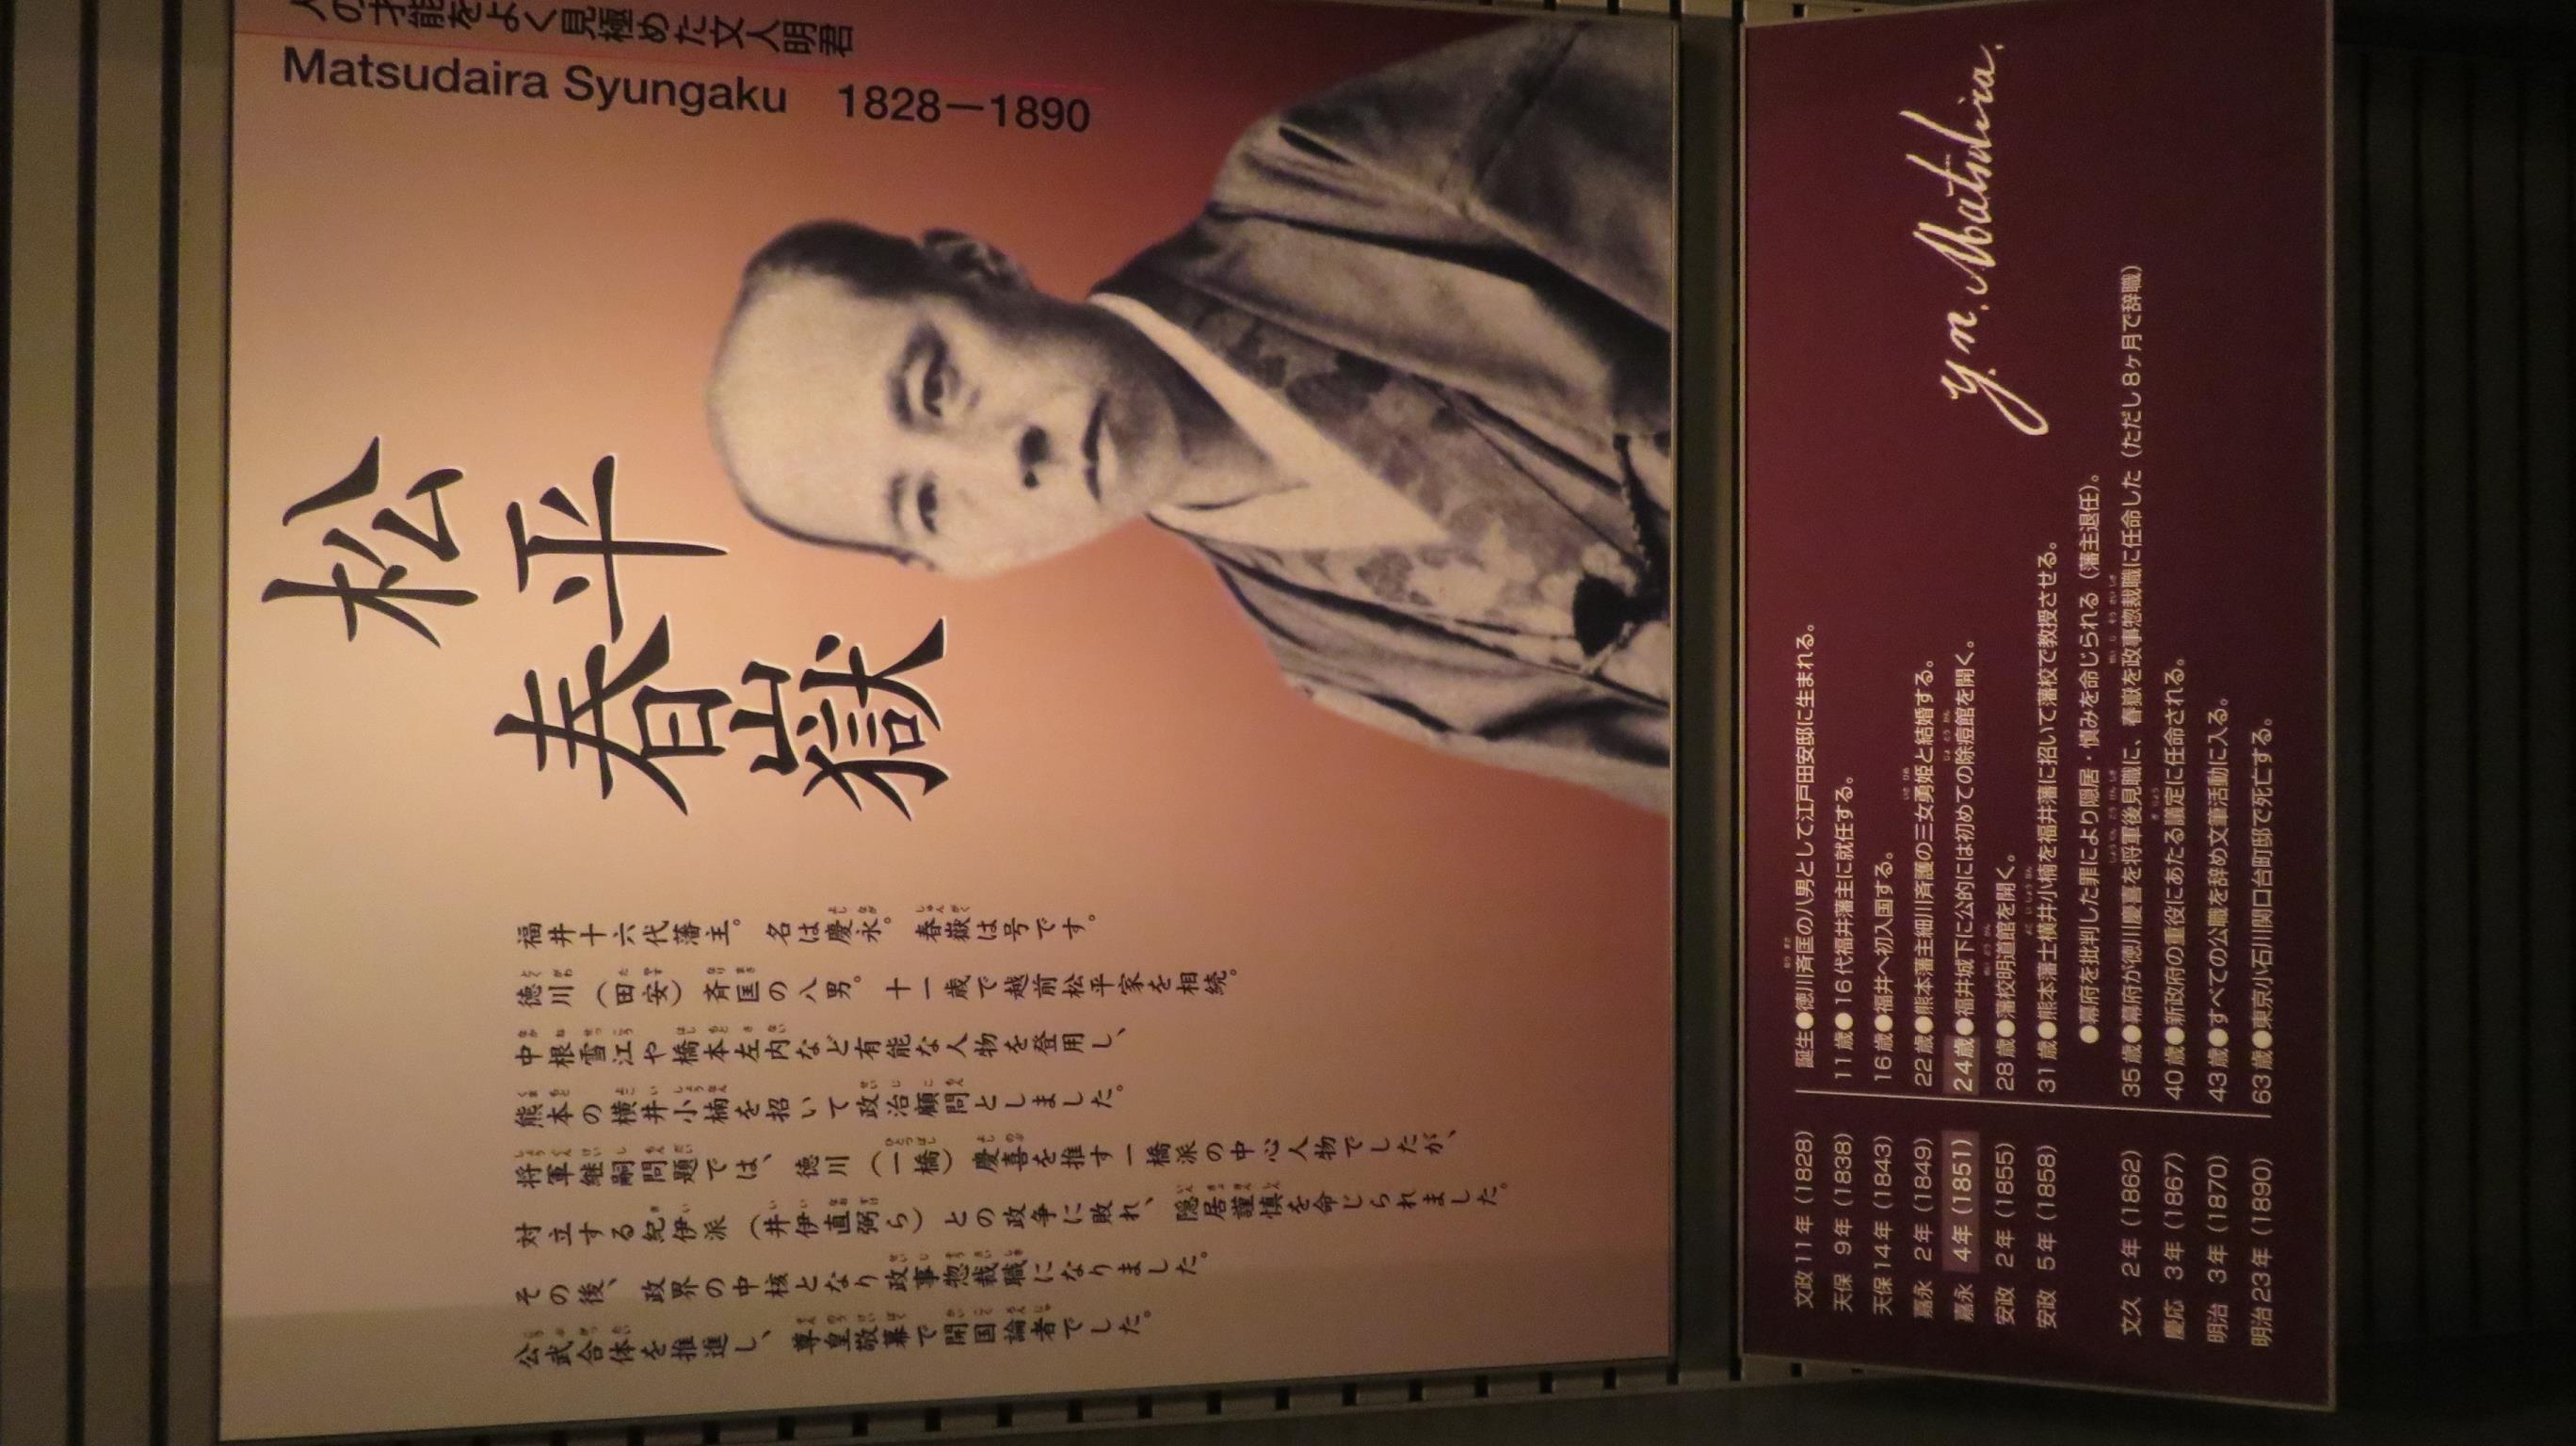 人の才能をよく見極めた文人明君
Matsudaira Syungaku 1828－1890
松平
春嶽
福井十六代藩主。名は慶永。春嶽は号です。
徳川（田安）斉匡の八男。十一歳で越前松平家を相続。
中根雪江や橋本左内など有能な人物を登用し、
熊本の横井小楠を招いて政治顧問としました。
将軍継嗣問題では、徳川（一橋）慶喜を推す一橋派の中心人物でしたが、
対立する紀伊派（井伊直弼ら）との政争に敗れ、隠居謹慎を命じられました。
その後、政界の中核となり政事惣裁職になりました。
公武合体を推進し、尊皇敬幕で開国論者でした。
y.n.Matsudaira.
文政11年（1828） 誕生●徳川斉匡の八男として江戸田安邸に生まれる。
天保 9年（1838） 11歳●16代福井藩主に就任する。
天保14年（1843） 16歳●福井へ初入国する。
嘉永 2年（1849） 22歳●熊本藩主細川斉護の三女勇姫と結婚する。
嘉永 4年（1851） 24歳●福井城下に公的には初めての除痘館を開く。
安政 2年（1855） 28歳●藩校明道館を開く。
安政 5年（1858） 31歳●熊本藩士横井小楠を福井藩に招いて藩校で教授させる。
●幕府を批判した罪により隠居・慎みを命じられる（藩主退任）。
文久 2年（1862） 35歳●幕府が徳川慶喜を将軍後見職に、春嶽を政事惣裁職に任命した（ただし8ヶ月で辞職）
慶応 3年（1867） 40歳●新政府の重役にあたる議定に任命される。
明治 3年（1870） 43歳●すべての公職を辞め文筆活動に入る。
明治23年（1890） 63歳●東京小石川関口台町邸で死亡する。